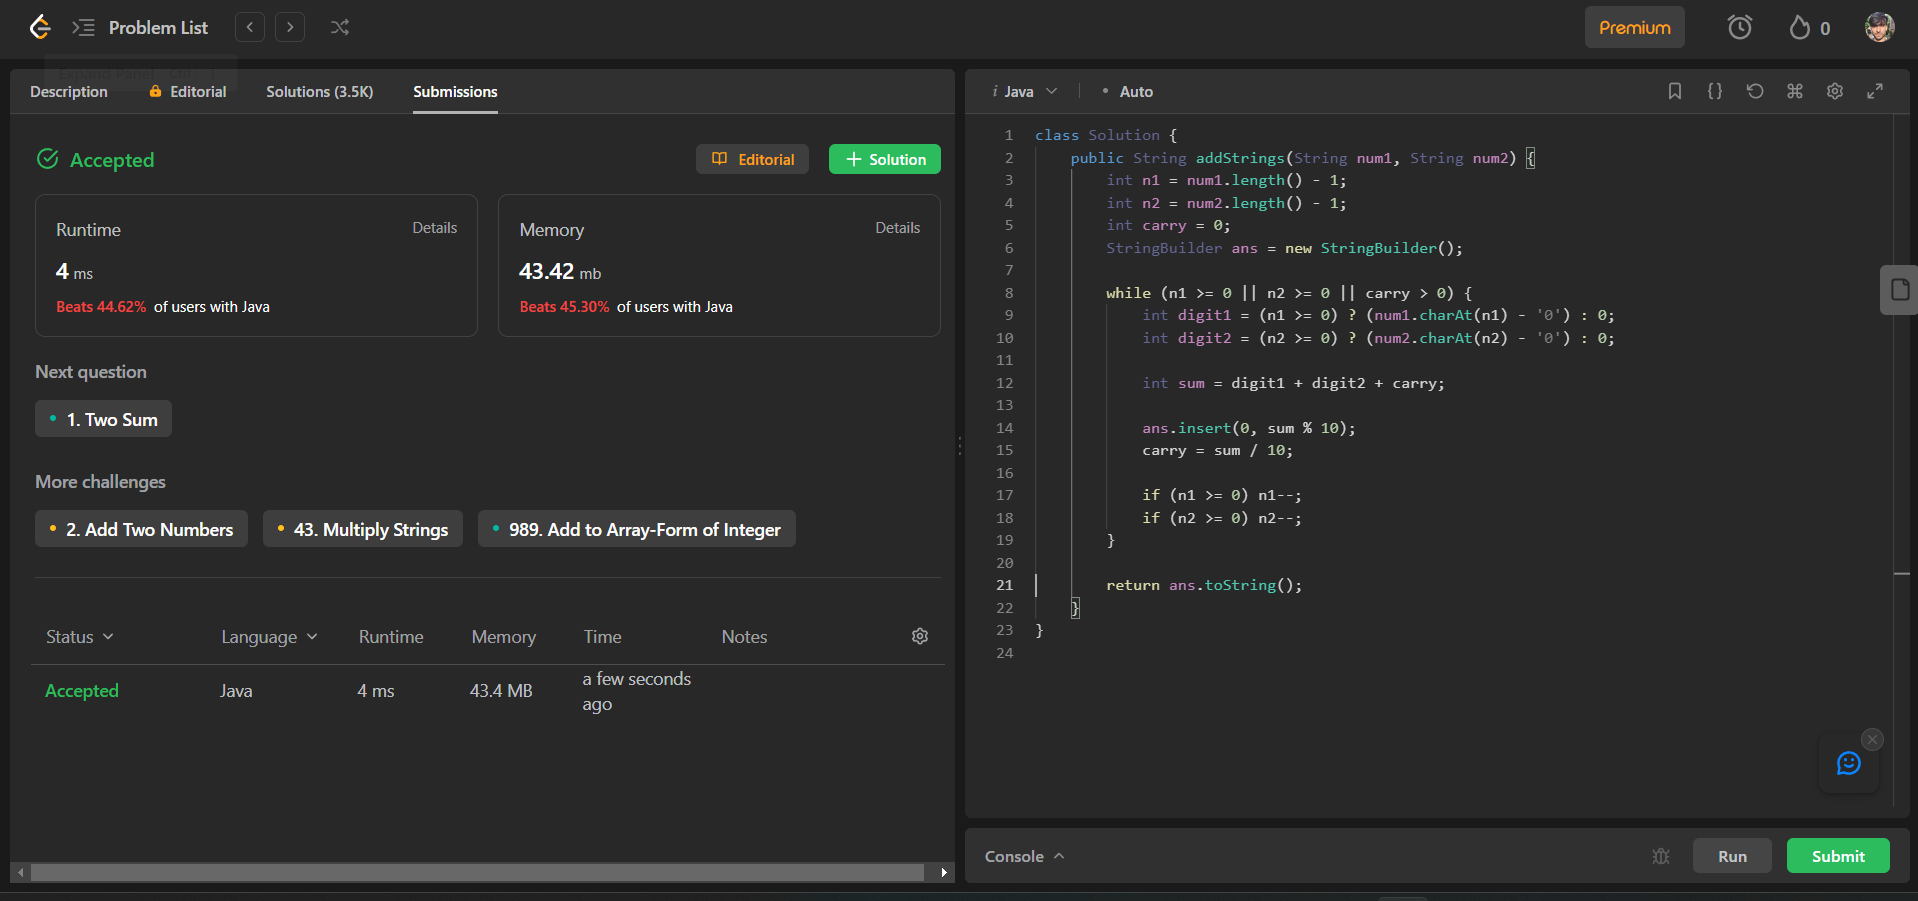 Problem List
Premium
0
Description
Editorial
Solutions (3.5K)
Submissions
Accepted
Editorial
Solution
Runtime
Details
4 ms
Beats 44.62% of users with Java
Memory
Details
43.42 mb
Beats 45.30% of users with Java
Next question
1. Two Sum
More challenges
2. Add Two Numbers
43. Multiply Strings
989. Add to Array-Form of Integer
Status
Language
Runtime
Memory
Time
Notes
Accepted
Java
4 ms
43.4 MB
a few seconds
ago
i Java
Auto
1 class Solution {
2 public String addStrings(String num1, String num2) {
3 int n1 = num1.length() - 1;
4 int n2 = num2.length() - 1;
5 int carry = 0;
6 StringBuilder ans = new StringBuilder();
7
8 while (n1 >= 0 || n2 >= 0 || carry > 0) {
9 int digit1 = (n1 >= 0) ? (num1.charAt(n1) - '0') : 0;
10 int digit2 = (n2 >= 0) ? (num2.charAt(n2) - '0') : 0;
11
12 int sum = digit1 + digit2 + carry;
13
14 ans.insert(0, sum % 10);
15 carry = sum / 10;
16
17 if (n1 >= 0) n1--;
18 if (n2 >= 0) n2--;
19 }
20
21 return ans.toString();
22 }
23 }
24
Console
Run
Submit